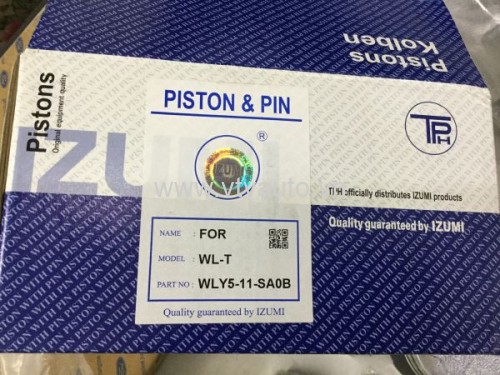 Pistons
Kolben
Pistons
Original equipment quality
IZU
PISTON & PIN
®
TPH
TPH officially distributes IZUMI products
Quality guaranteed by IZUMI
NAME : FOR
MODEL : WL-T
PART NO : WLY5-11-SA0B
Quality guaranteed by IZUMI